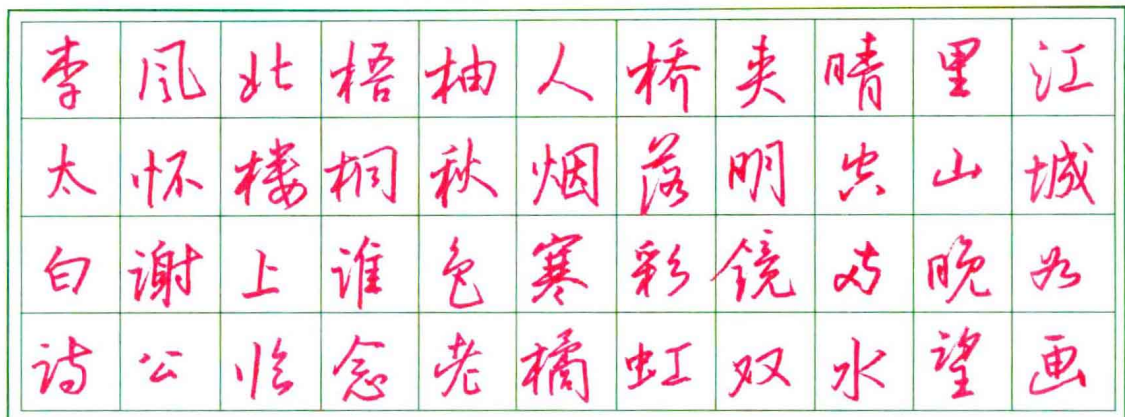 江城如画
里山晚望
晴空两水
夹明镜双
桥落彩虹
人烟寒橘
柚秋色老
梧桐谁念
北楼上临
风怀谢公
李太白诗